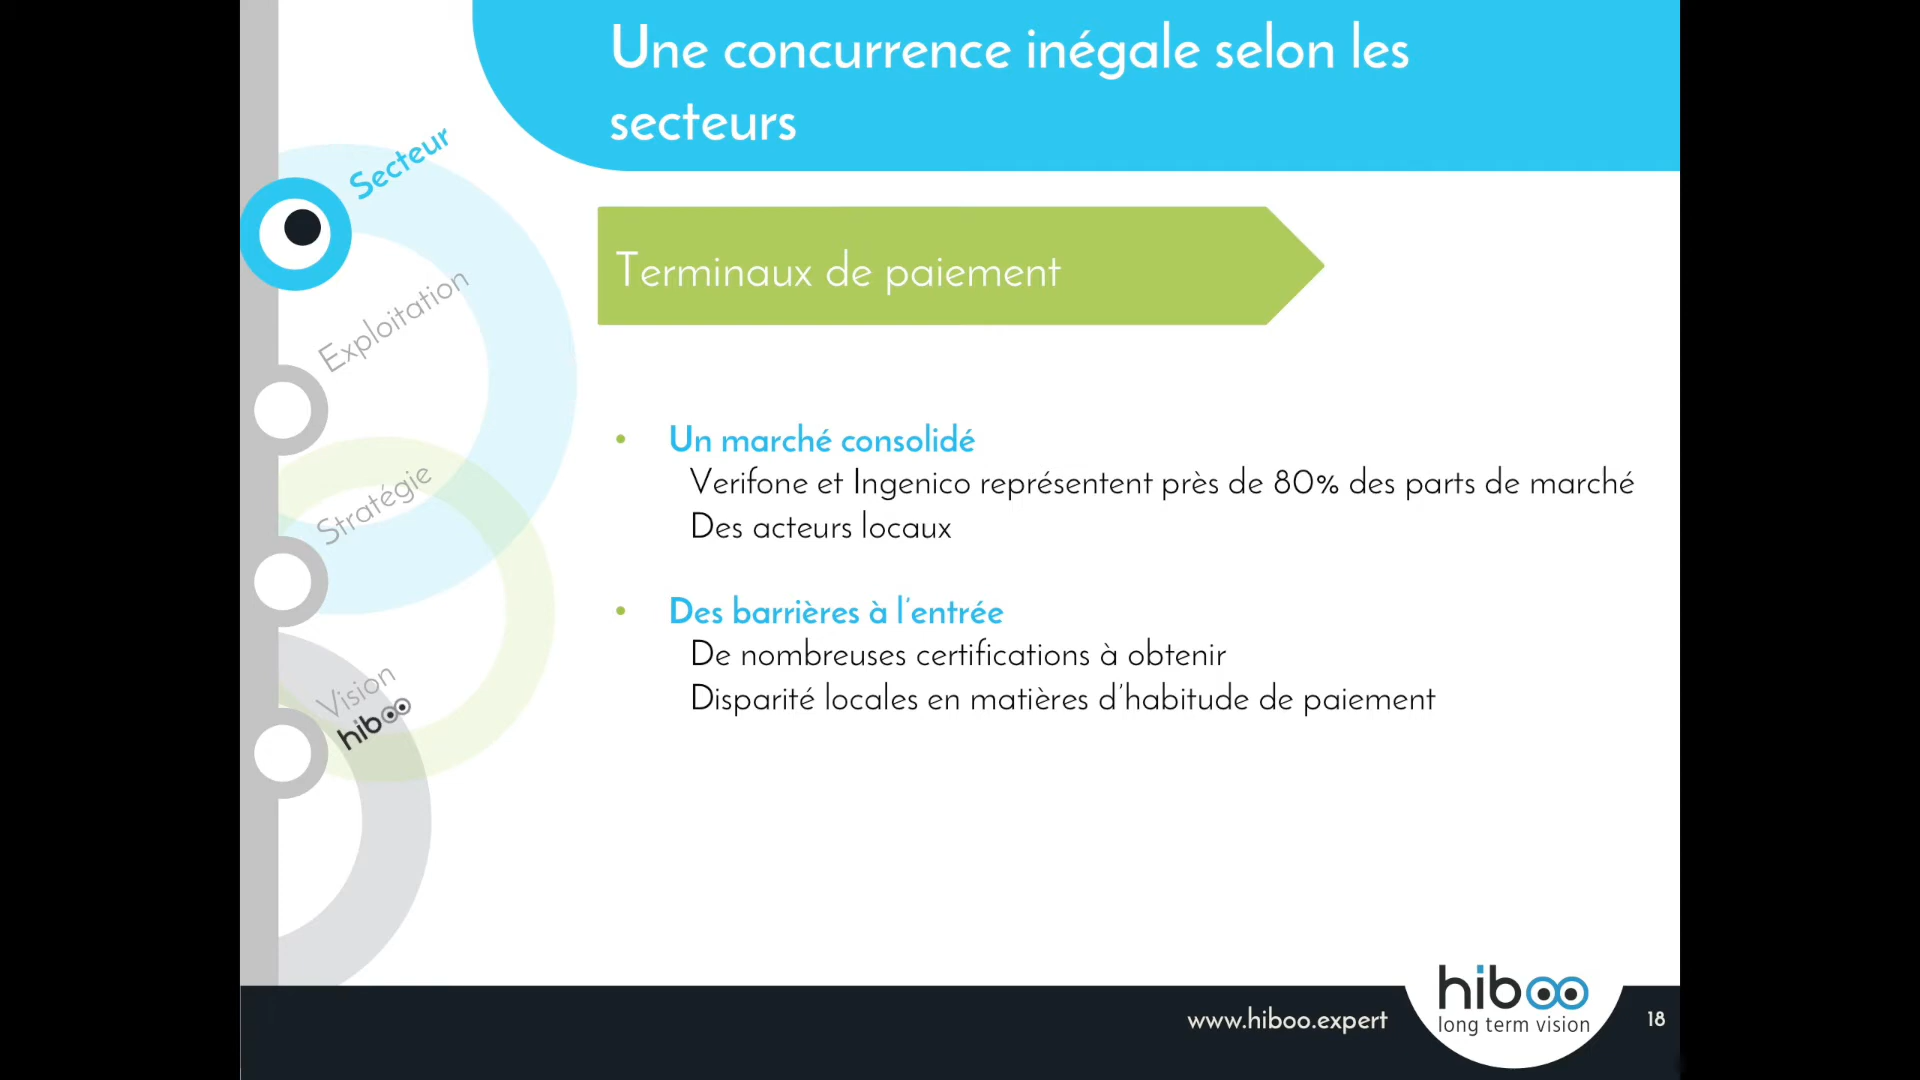 Une concurrence inégale selon les
secteurs
Secteur
Exploitation
Stratégie
Vision
hiboo
Terminaux de paiement
• Un marché consolidé
Verifone et Ingenico représentent près de 80% des parts de marché
Des acteurs locaux
• Des barrières à l'entrée
De nombreuses certifications à obtenir
Disparité locales en matières d'habitude de paiement
www.hiboo.expert
hiboo
long term vision
18